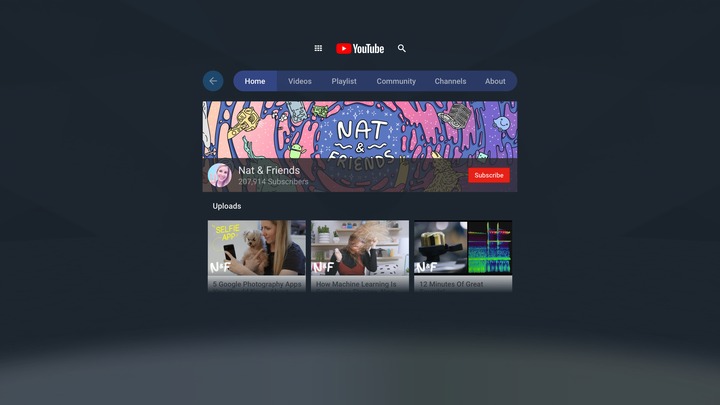 YouTube
Home Videos Playlist Community Channels About
NAT
&
FRIENDS
Nat & Friends
207,914 Subscribers
Subscribe
Uploads
SELFIE
APP
N&F
N&F
N&F
5 Google Photography Apps
How Machine Learning Is
12 Minutes Of Great